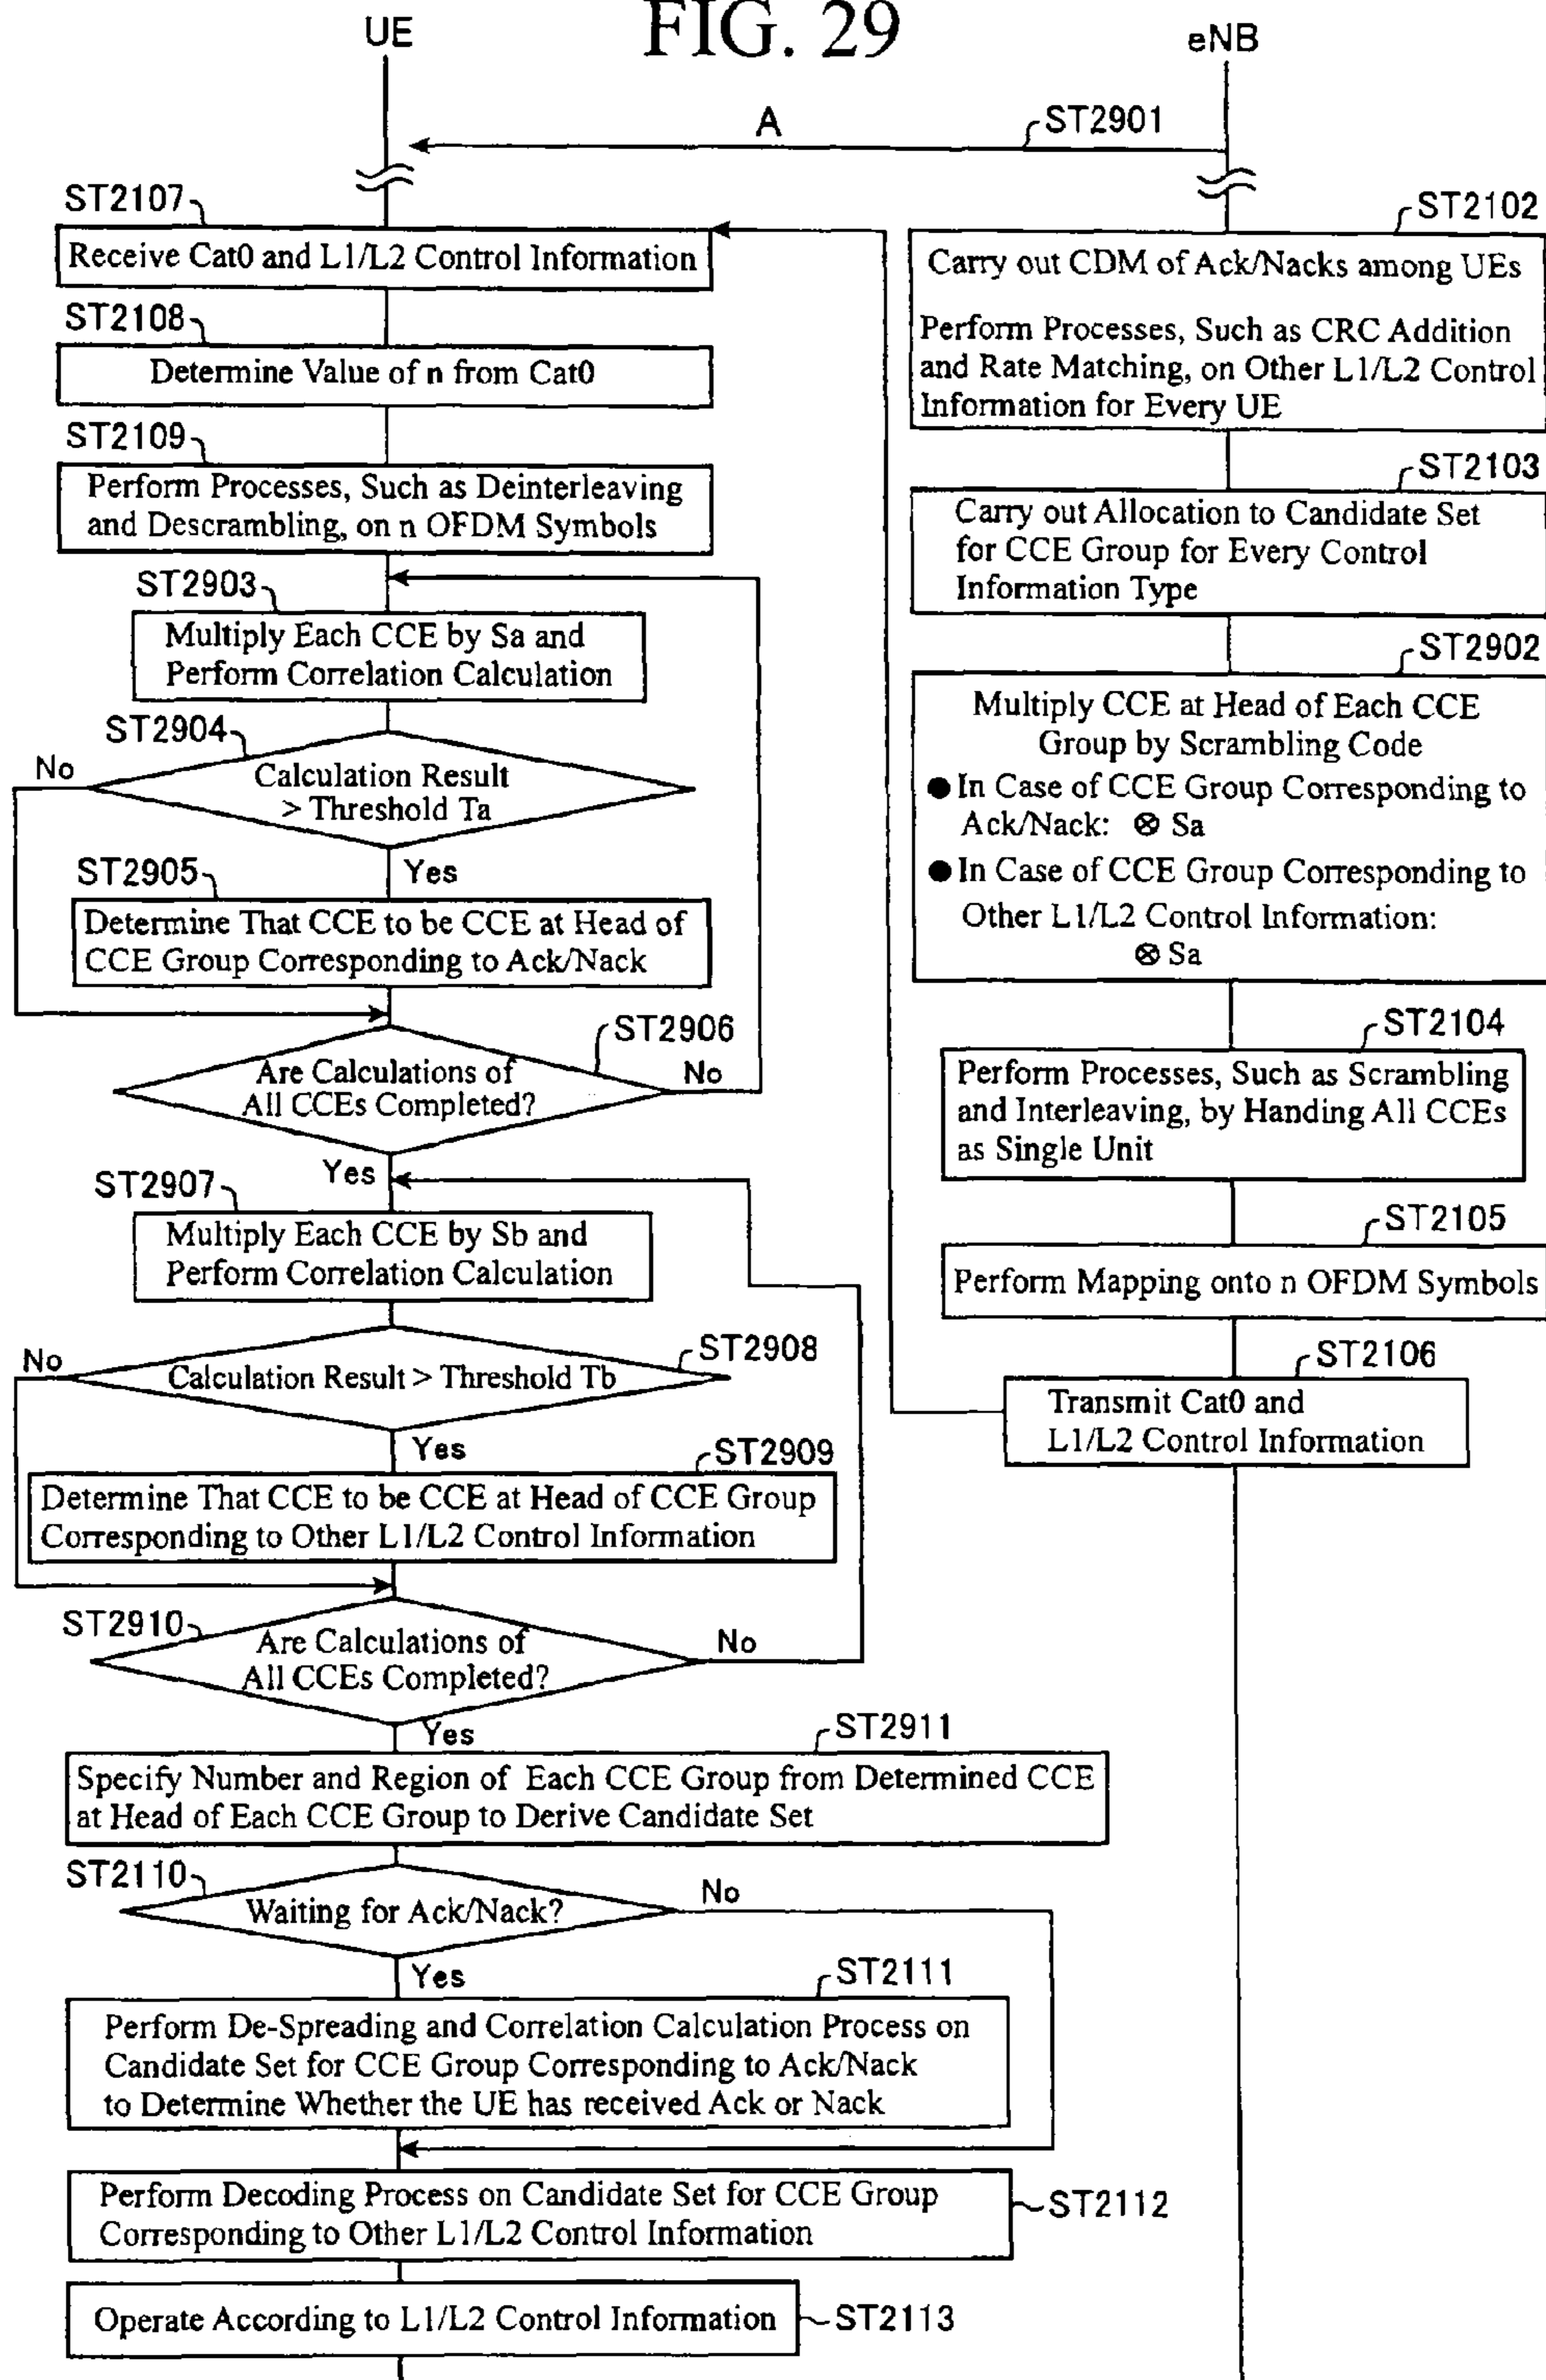 FIG. 29
UE
eNB
A
ST2901
ST2107
Receive Cat0 and L1/L2 Control Information
ST2108
Determine Value of n from Cat0
ST2109
Perform Processes, Such as Deinterleaving
and Descrambling, on n OFDM Symbols
ST2903
Multiply Each CCE by Sa and
Perform Correlation Calculation
ST2904
No
Calculation Result
> Threshold Ta
Yes
ST2905
Determine That CCE to be CCE at Head of
CCE Group Corresponding to Ack/Nack
ST2906
Are Calculations of
All CCEs Completed?
No
Yes
ST2907
Multiply Each CCE by Sb and
Perform Correlation Calculation
ST2908
No
Calculation Result > Threshold Tb
Yes
ST2909
Determine That CCE to be CCE at Head of CCE Group
Corresponding to Other L1/L2 Control Information
ST2910
Are Calculations of
All CCEs Completed?
No
Yes
ST2911
Specify Number and Region of Each CCE Group from Determined CCE
at Head of Each CCE Group to Derive Candidate Set
ST2110
Waiting for Ack/Nack?
No
Yes
ST2111
Perform De-Spreading and Correlation Calculation Process on
Candidate Set for CCE Group Corresponding to Ack/Nack
to Determine Whether the UE has received Ack or Nack
Perform Decoding Process on Candidate Set for CCE Group
Corresponding to Other L1/L2 Control Information
ST2112
Operate According to L1/L2 Control Information
ST2113
ST2102
Carry out CDM of Ack/Nacks among UEs
Perform Processes, Such as CRC Addition
and Rate Matching, on Other L1/L2 Control
Information for Every UE
ST2103
Carry out Allocation to Candidate Set
for CCE Group for Every Control
Information Type
ST2902
Multiply CCE at Head of Each CCE
Group by Scrambling Code
● In Case of CCE Group Corresponding to
Ack/Nack: ⊗ Sa
● In Case of CCE Group Corresponding to
Other L1/L2 Control Information:
⊗ Sa
ST2104
Perform Processes, Such as Scrambling
and Interleaving, by Handing All CCEs
as Single Unit
ST2105
Perform Mapping onto n OFDM Symbols
ST2106
Transmit Cat0 and
L1/L2 Control Information